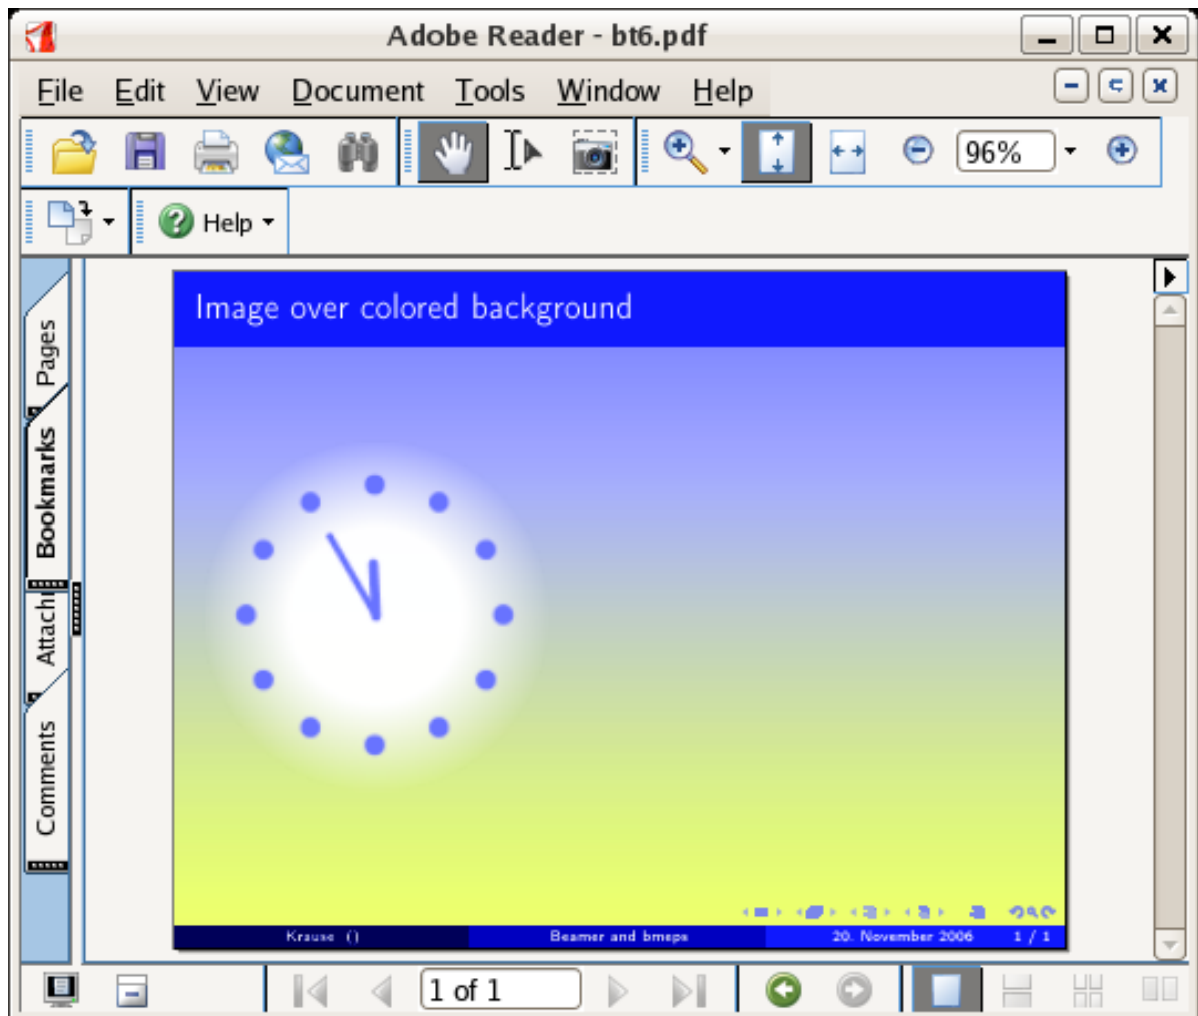 Adobe Reader - bt6.pdf
File Edit View Document Tools Window Help
96%
Help
Pages
Bookmarks
Attach
Comments
Image over colored background
Krause () Beamer and bmeps 20. November 2006 1 / 1
1 of 1